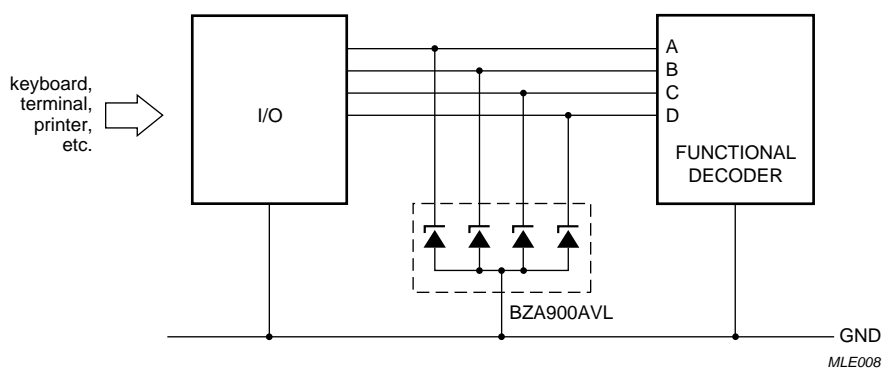 keyboard,
terminal,
printer,
etc.
I/O
A
B
C
D
FUNCTIONAL
DECODER
BZA900AVL
GND
MLE008